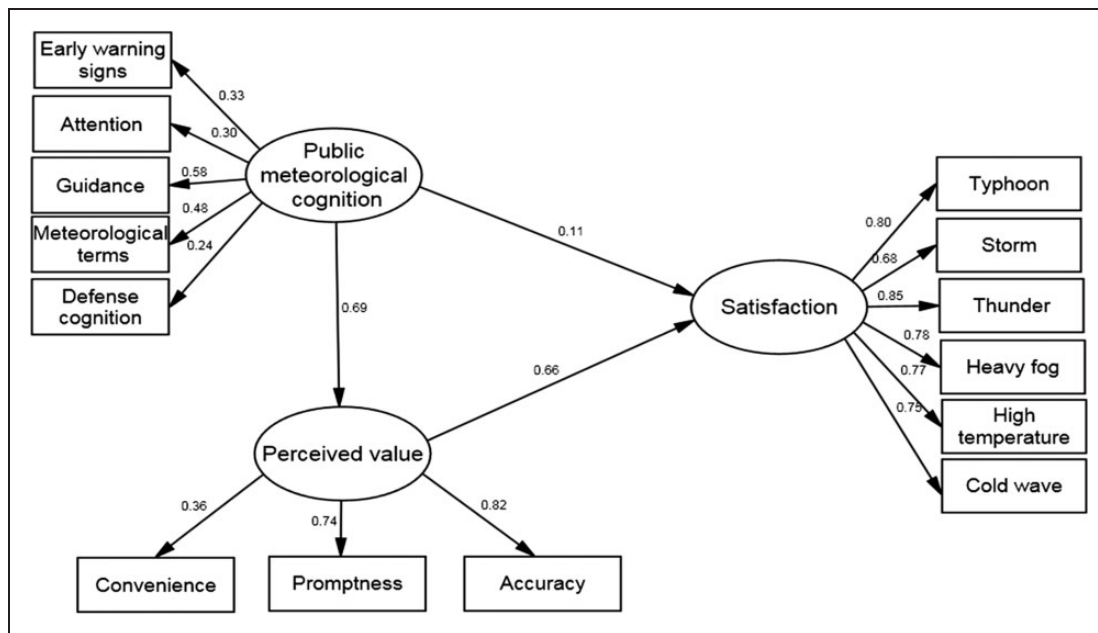 Early warning
signs
0.33
Attention
0.30
Public
meteorological
cognition
Guidance
0.58
0.48
Meteorological
terms
0.24
Defense
cognition
0.11
0.69
Typhoon
0.80
Storm
0.68
Satisfaction
0.85
Thunder
0.78
Heavy fog
0.77
High
temperature
0.75
Cold wave
0.66
Perceived value
0.36
0.74
0.82
Convenience
Promptness
Accuracy